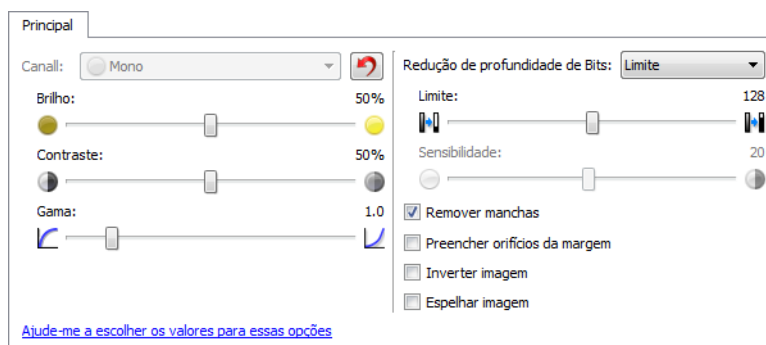 Principal
Canall: Mono
Brilho: 50%
Contraste: 50%
Gama: 1.0
Ajude-me a escolher os valores para essas opções
Redução de profundidade de Bits: Limite
Limite: 128
Sensibilidade: 20
Remover manchas
Preencher orifícios da margem
Inverter imagem
Espelhar imagem